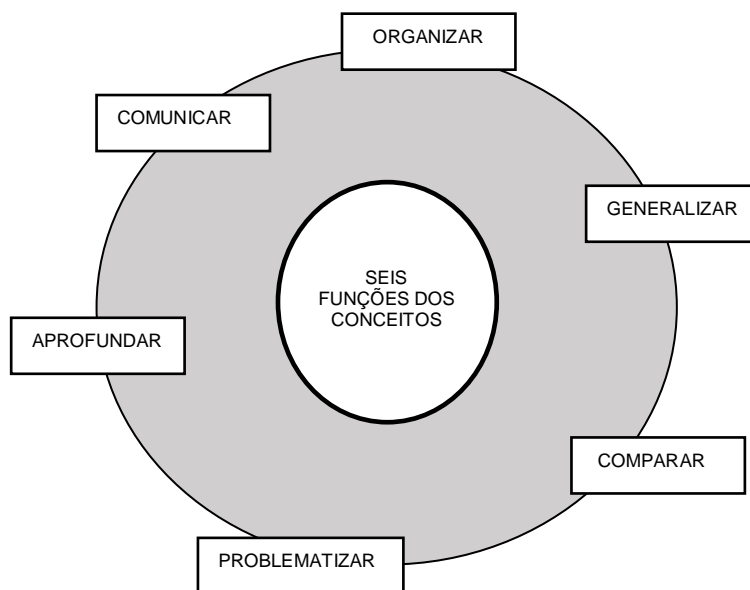 ORGANIZAR
COMUNICAR
GENERALIZAR
SEIS
FUNÇÕES DOS
CONCEITOS
APROFUNDAR
COMPARAR
PROBLEMATIZAR